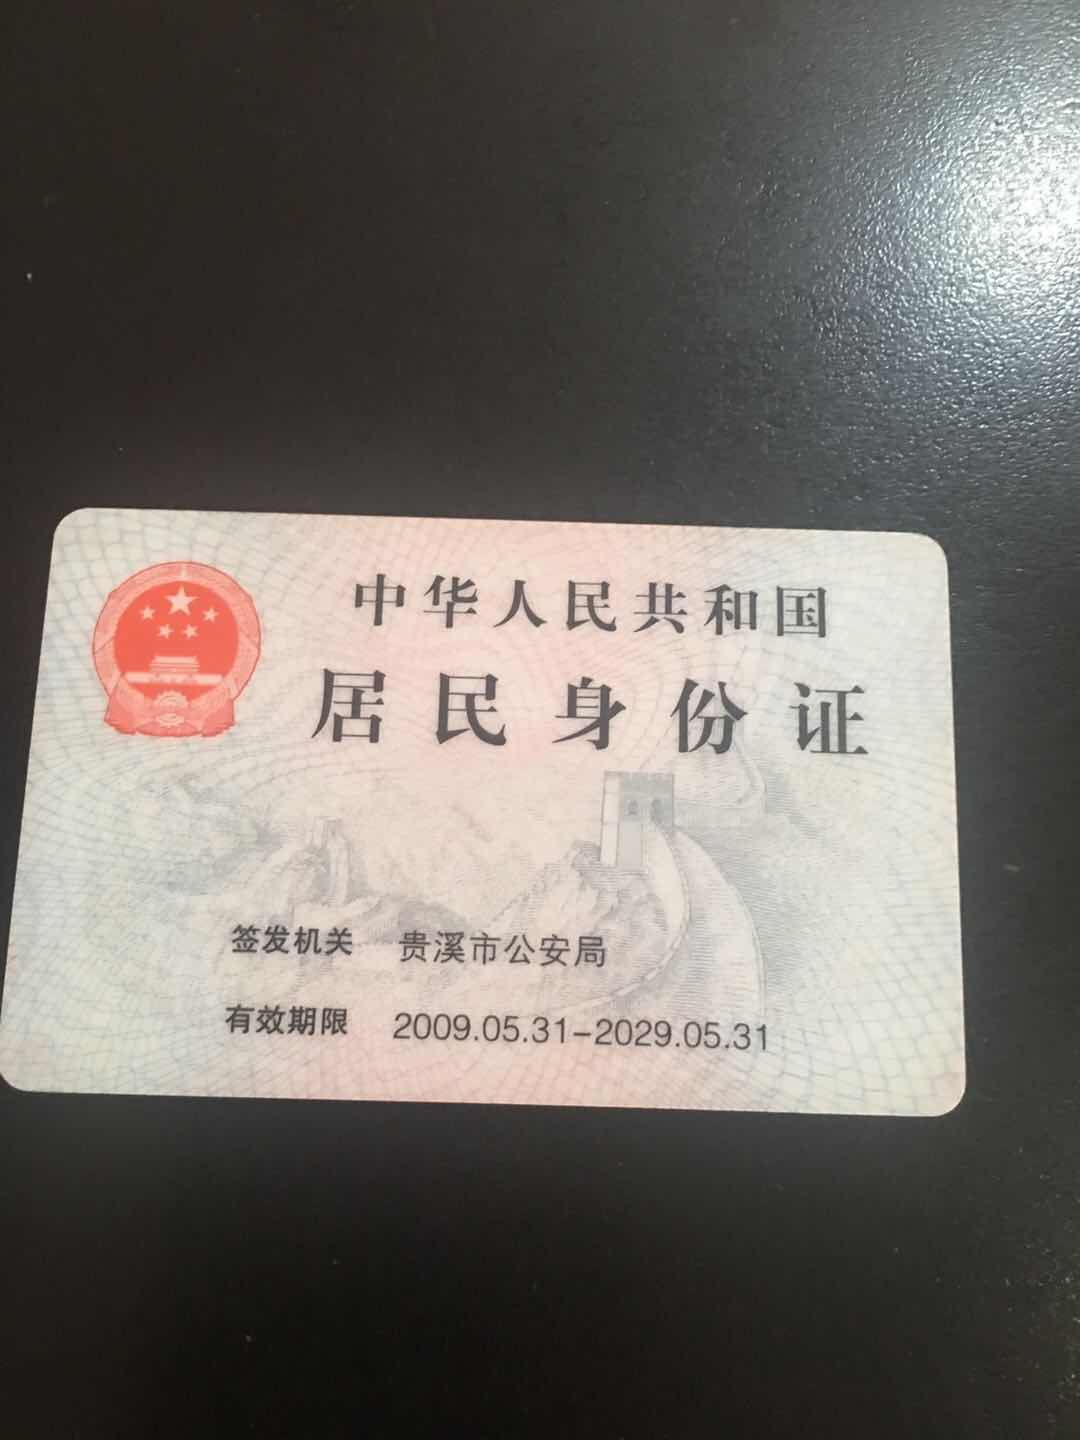 中华人民共和国
居民身份证
签发机关 贵溪市公安局
有效期限 2009.05.31-2029.05.31